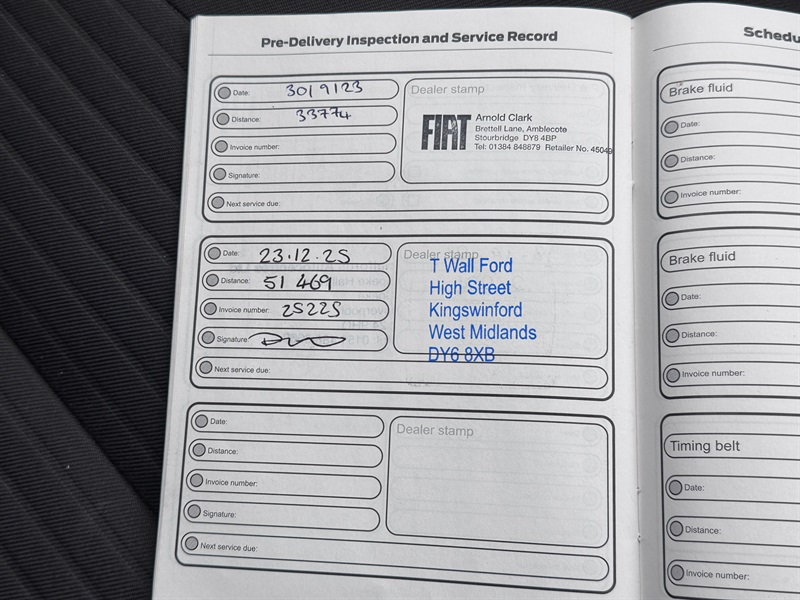 Pre-Delivery Inspection and Service Record
Date: 30/9/23
Distance: 33774
Invoice number:
Signature:
Next service due:
Dealer stamp
FIAT
Arnold Clark
Brettell Lane, Amblecote
Stourbridge DY8 4BP
Tel: 01384 848879 Retailer No. 45049
Date: 23.12.25
Distance: 51 469
Invoice number: 25225
Signature:
Next service due:
Dealer stamp
T Wall Ford
High Street
Kingswinford
West Midlands
DY6 8XB
Date:
Distance:
Invoice number:
Signature:
Next service due:
Dealer stamp
Schedu
Brake fluid
Date:
Distance:
Invoice number:
Brake fluid
Date:
Distance:
Invoice number:
Timing belt
Date:
Distance:
Invoice number: